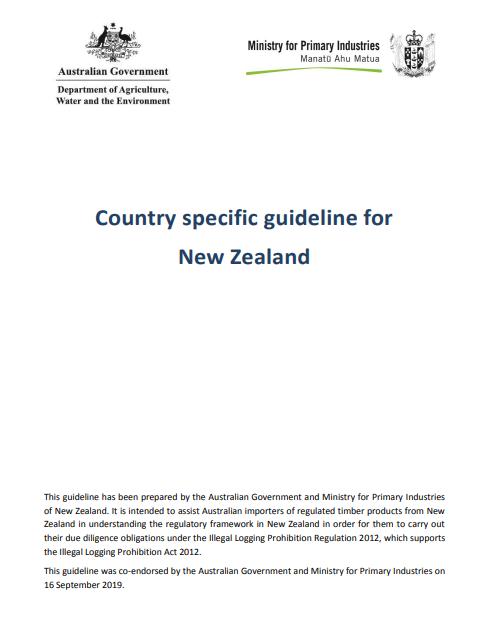 Australian Government
Department of Agriculture,
Water and the Environment
Ministry for Primary Industries
Manatū Ahu Matua
Country specific guideline for
New Zealand
This guideline has been prepared by the Australian Government and Ministry for Primary Industries
of New Zealand. It is intended to assist Australian importers of regulated timber products from New
Zealand in understanding the regulatory framework in New Zealand in order for them to carry out
their due diligence obligations under the Illegal Logging Prohibition Regulation 2012, which supports
the Illegal Logging Prohibition Act 2012.
This guideline was co-endorsed by the Australian Government and Ministry for Primary Industries on
16 September 2019.